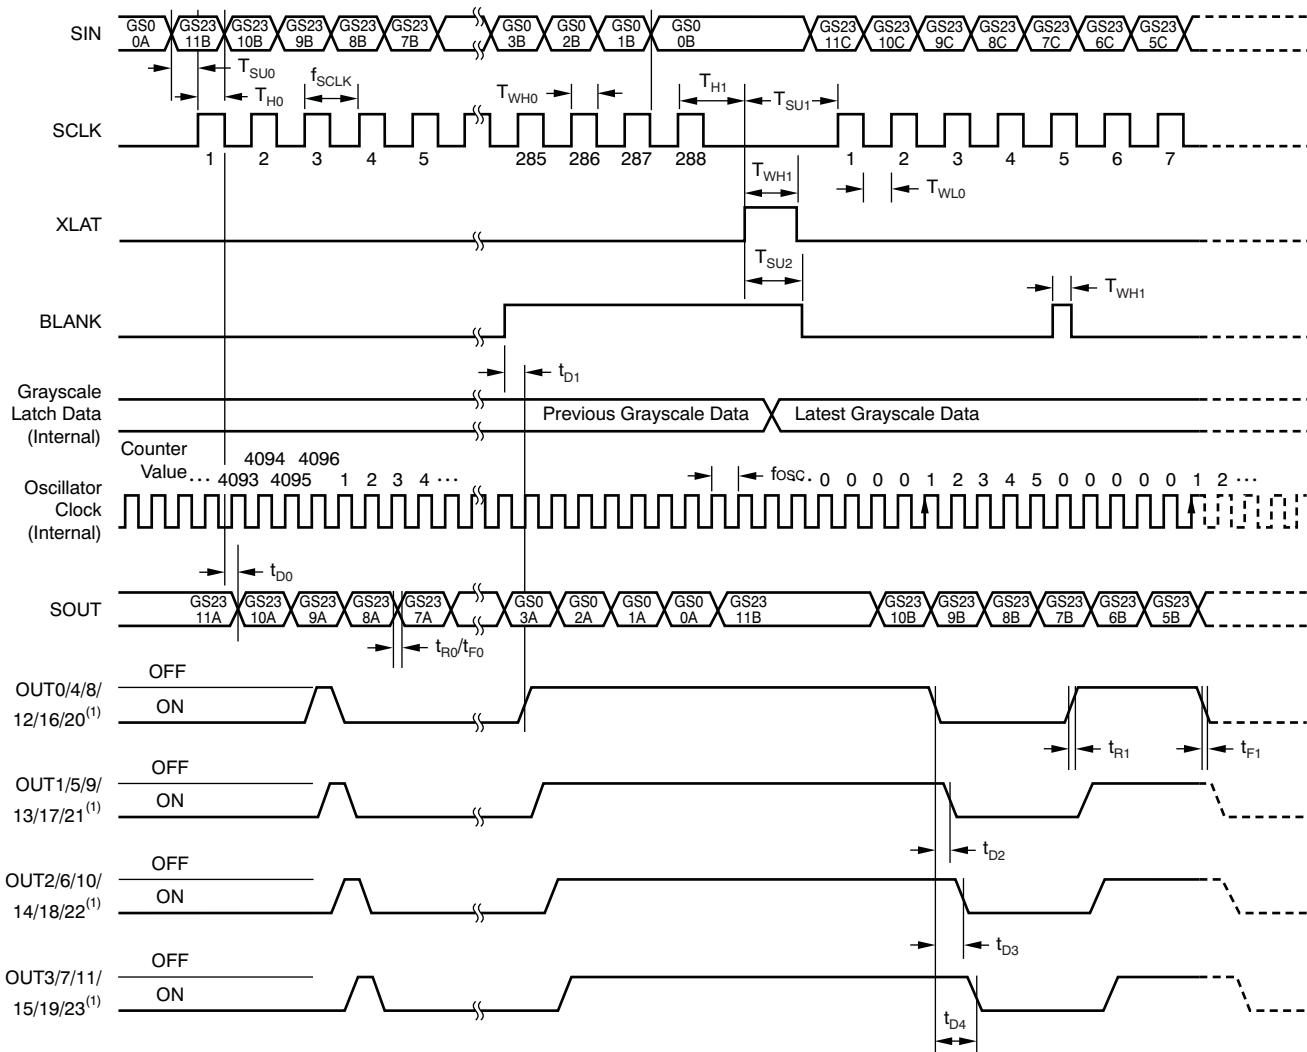 SIN
GS0 0A
GS23 11B
GS23 10B
GS23 9B
GS23 8B
GS23 7B
GS0 3B
GS0 2B
GS0 1B
GS0 0B
GS23 11C
GS23 10C
GS23 9C
GS23 8C
GS23 7C
GS23 6C
GS23 5C
TSU0
TH0
fSCLK
TWH0
TH1
TSU1
SCLK
1 2 3 4 5 285 286 287 288 1 2 3 4 5 6 7
TWH1
TWL0
XLAT
TSU2
TWH1
BLANK
tD1
Grayscale
Latch Data
(Internal)
Previous Grayscale Data
Latest Grayscale Data
Counter
Value
4094 4096
... 4093 4095 1 2 3 4 ...
fOSC
... 0 0 0 0 1 2 3 4 5 0 0 0 0 0 1 2 ...
Oscillator
Clock
(Internal)
tD0
SOUT
GS23 11A
GS23 10A
GS23 9A
GS23 8A
GS23 7A
GS0 3A
GS0 2A
GS0 1A
GS0 0A
GS23 11B
GS23 10B
GS23 9B
GS23 8B
GS23 7B
GS23 6B
GS23 5B
tR0/tF0
OFF
OUT0/4/8/
12/16/20(1)
ON
tR1
tF1
OFF
OUT1/5/9/
13/17/21(1)
ON
tD2
OFF
OUT2/6/10/
14/18/22(1)
ON
tD3
OFF
OUT3/7/11/
15/19/23(1)
ON
tD4